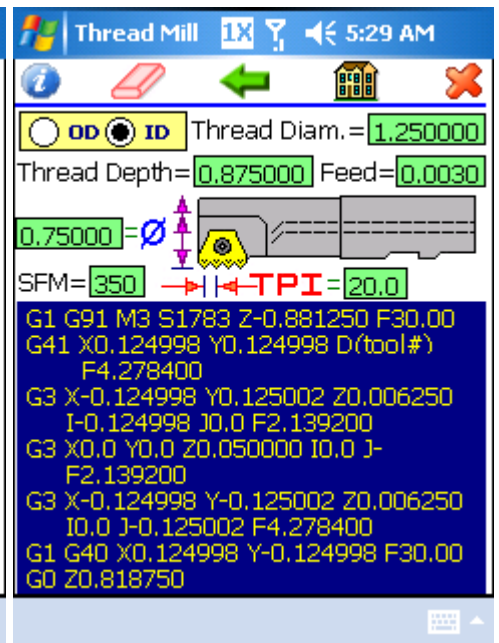 Thread Mill 1X 5:29 AM
OD ID Thread Diam.= 1.250000
Thread Depth= 0.875000 Feed= 0.0030
0.75000 =Ø
SFM= 350 TPI = 20.0
G1 G91 M3 S1783 Z-0.881250 F30.00
G41 X0.124998 Y0.124998 D(tool#)
F4.278400
G3 X-0.124998 Y0.125002 Z0.006250
I-0.124998 J0.0 F2.139200
G3 X0.0 Y0.0 Z0.050000 I0.0 J-
F2.139200
G3 X-0.124998 Y-0.125002 Z0.006250
I0.0 J-0.125002 F4.278400
G1 G40 X0.124998 Y-0.124998 F30.00
G0 Z0.818750